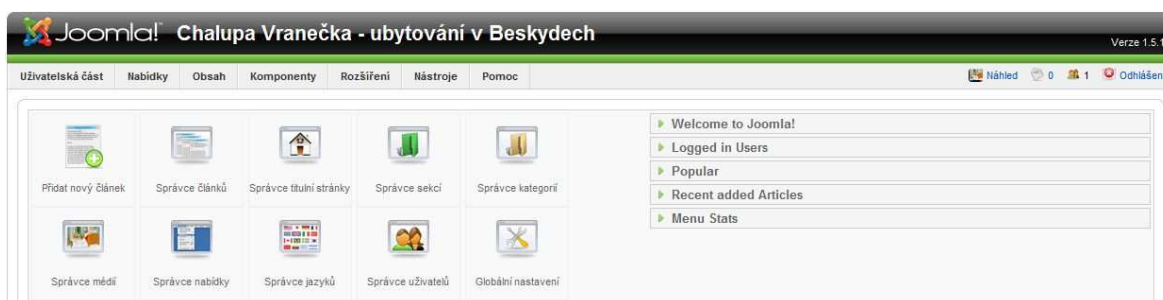 Joomla! Chalupa Vranečka - ubytování v Beskydech
Verze 1.5.1
Uživatelská část Nabídky Obsah Komponenty Rozšíření Nástroje Pomoc Náhled 0 1 Odhlášen
Welcome to Joomla!
Logged in Users
Popular
Recent added Articles
Menu Stats
Přidat nový článek Správce článků Správce titulní stránky Správce sekcí Správce kategorií
Správce médií Správce nabídky Správce jazyků Správce uživatelů Globální nastavení